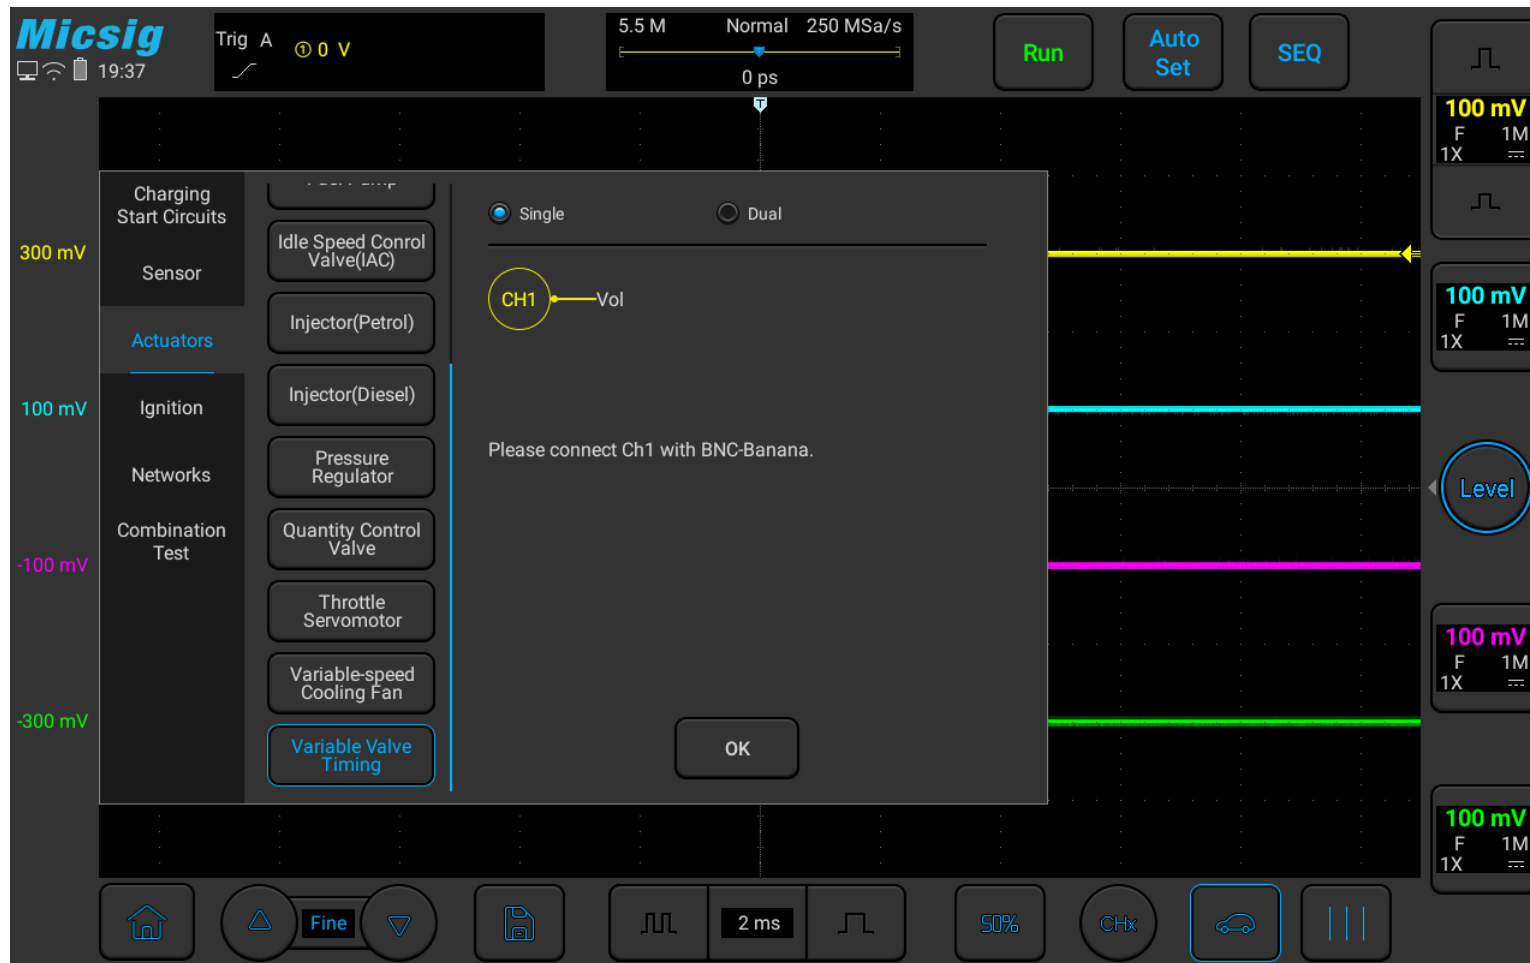 Micsig
19:37
Trig A
① 0 V
5.5 M Normal 250 MSa/s
0 ps
T
Run
Auto
Set
SEQ
100 mV
F 1M
1X
100 mV
F 1M
1X
Level
100 mV
F 1M
1X
100 mV
F 1M
1X
300 mV
100 mV
-100 mV
-300 mV
Charging
Start Circuits
Sensor
Actuators
Ignition
Networks
Combination
Test
Idle Speed Conrol
Valve(IAC)
Injector(Petrol)
Injector(Diesel)
Pressure
Regulator
Quantity Control
Valve
Throttle
Servomotor
Variable-speed
Cooling Fan
Variable Valve
Timing
Single
Dual
CH1 Vol
Please connect Ch1 with BNC-Banana.
OK
Fine
2 ms
50%
CHx